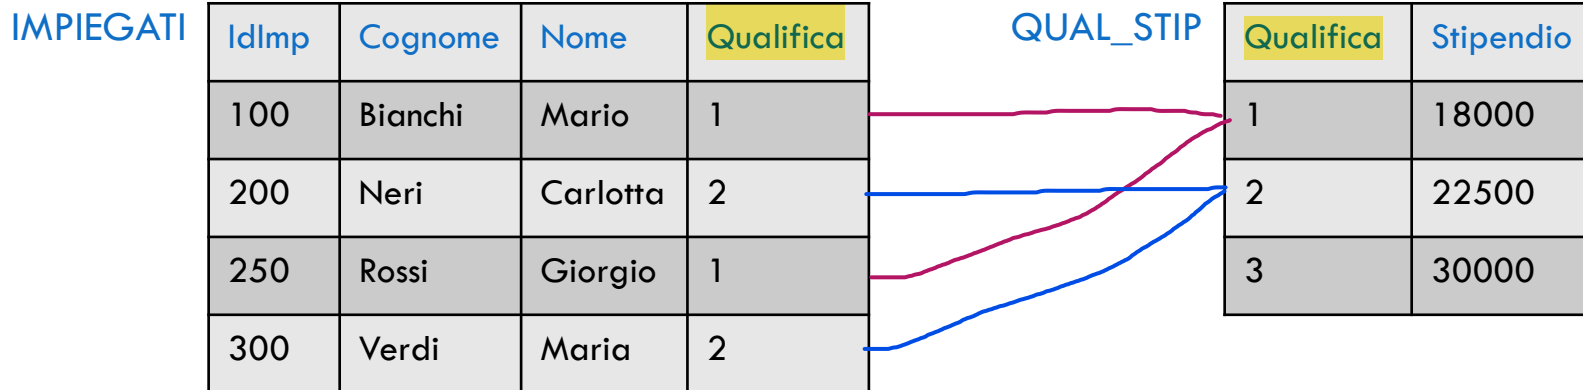 IMPIEGATI
IdImp Cognome Nome Qualifica
100 Bianchi Mario 1
200 Neri Carlotta 2
250 Rossi Giorgio 1
300 Verdi Maria 2
QUAL_STIP
Qualifica Stipendio
1 18000
2 22500
3 30000